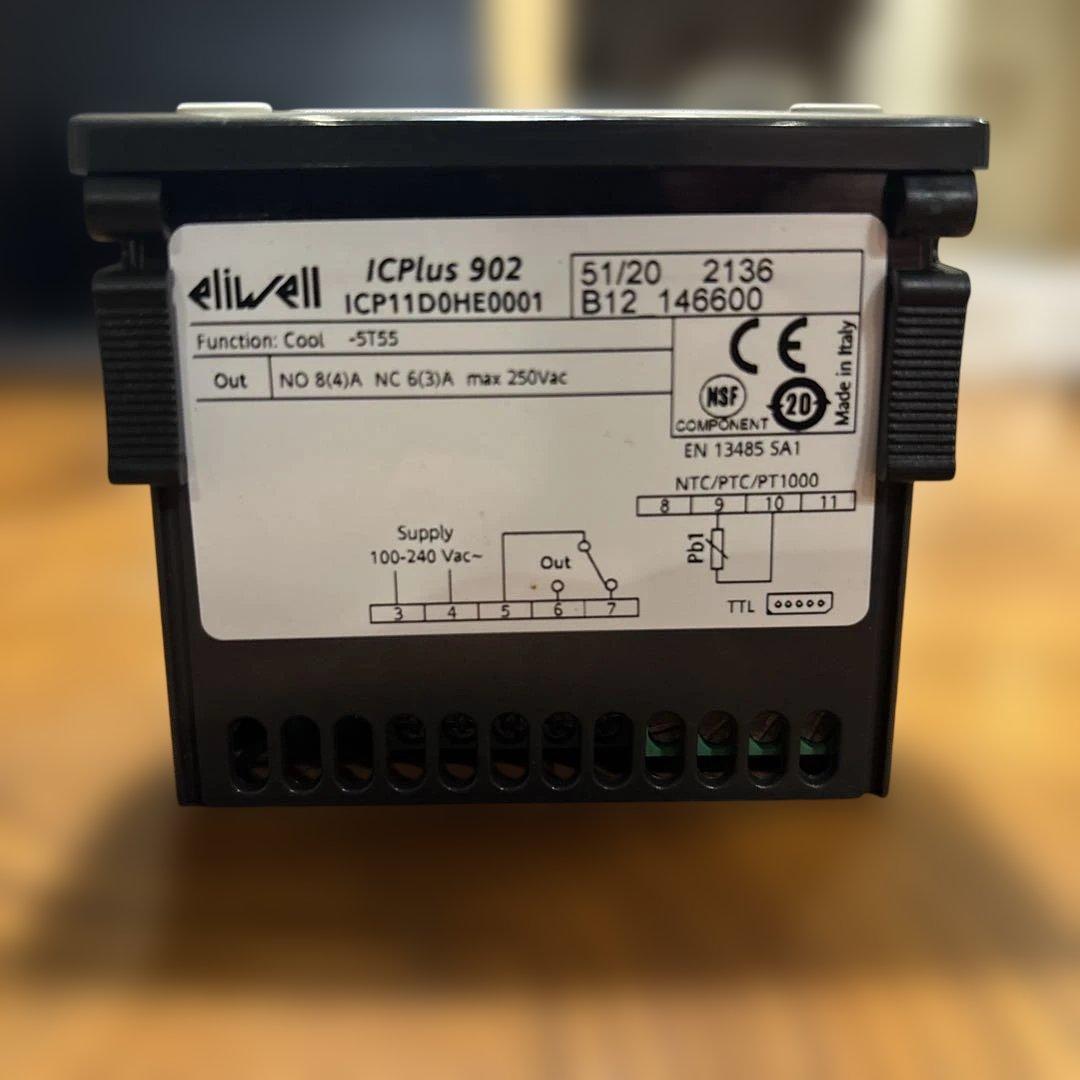 eliwell
ICPlus 902
ICP11D0HE0001
51/20 2136
B12 146600
Function: Cool -5T55
Out NO 8(4)A NC 6(3)A max 250Vac
CE
NSF
COMPONENT
20
Made in Italy
EN 13485 SA1
NTC/PTC/PT1000
8 9 10 11
Pb1
TTL
Supply
100-240 Vac~
Out
3 4 5 6 7